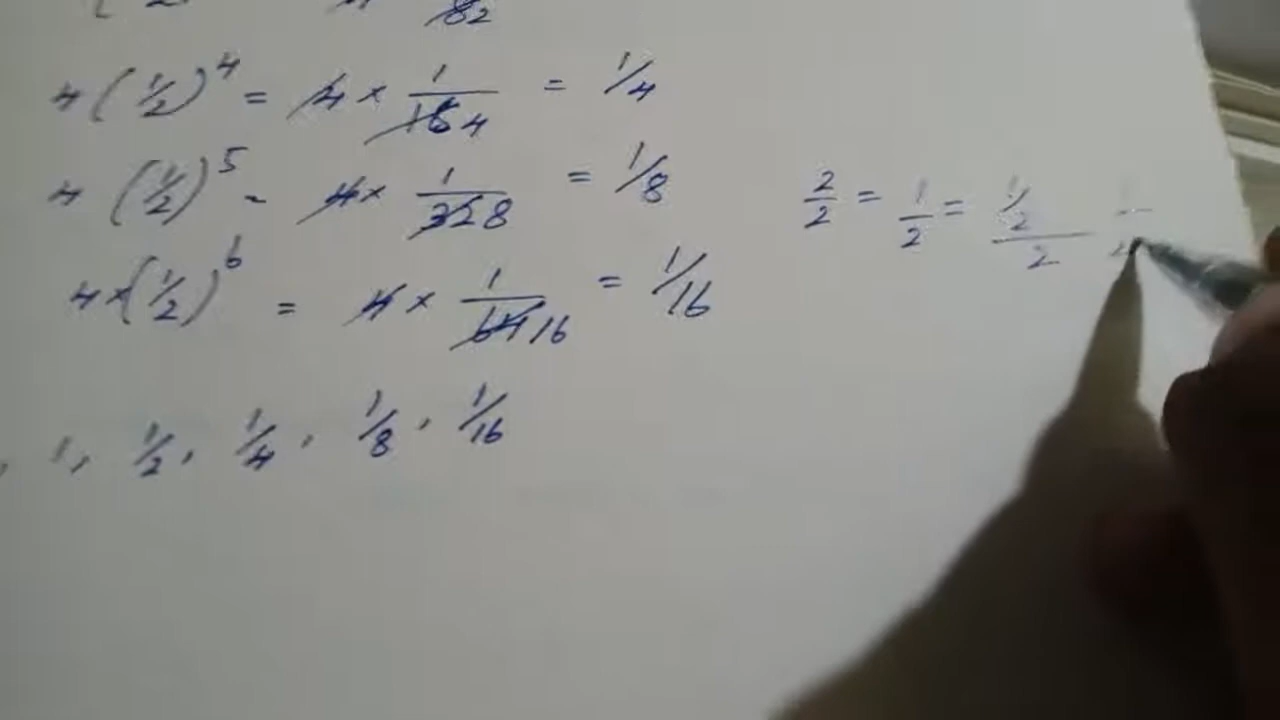 ( 2 82
4 (1/2)^4 = 4 × 1/16 4 = 1/4
4 (1/2)^5 - 4 × 1/32 8 = 1/8
4 × (1/2)^6 = 4 × 1/64 16 = 1/16
2/2 = 1/2 = 1/2/2
, 1, 1/2, 1/4, 1/8, 1/16